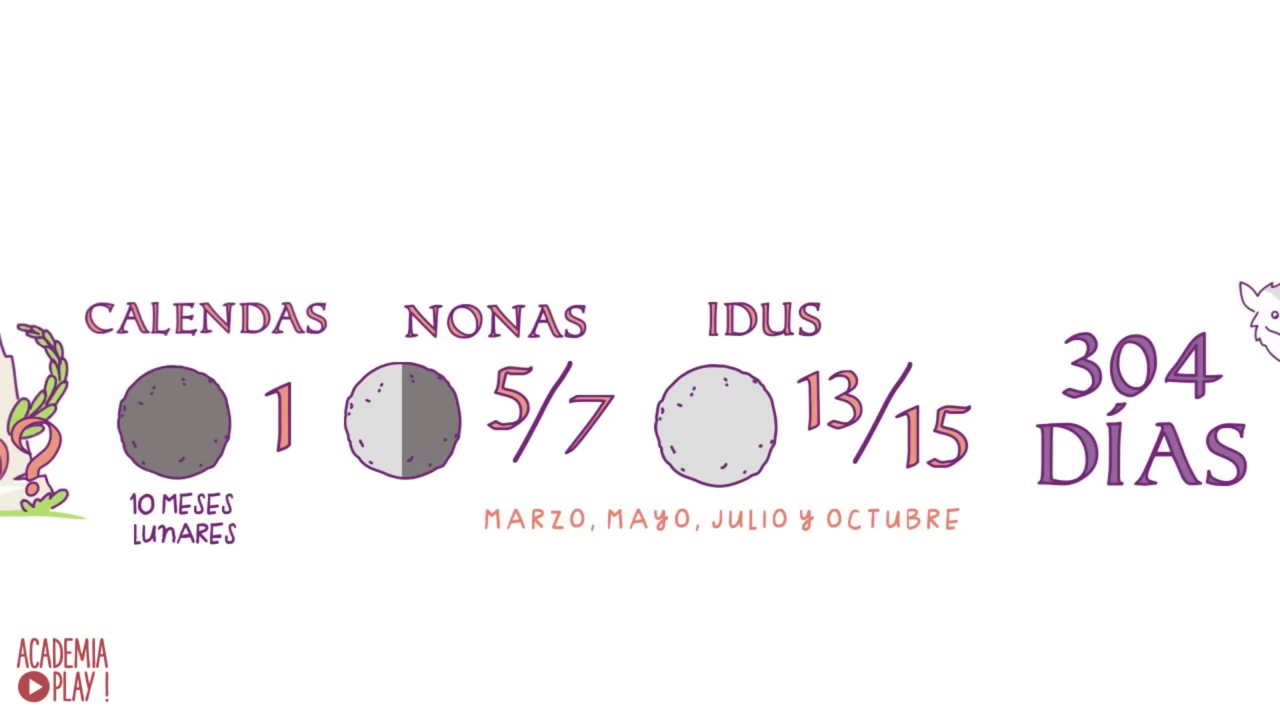 CALENDAS
NONAS
IDUS
1
5/7
13/15
304
DÍAS
10 MESES
LUNARES
MARZO, MAYO, JULIO y OCTUBRE
?
ACADEMIA
PLAY !